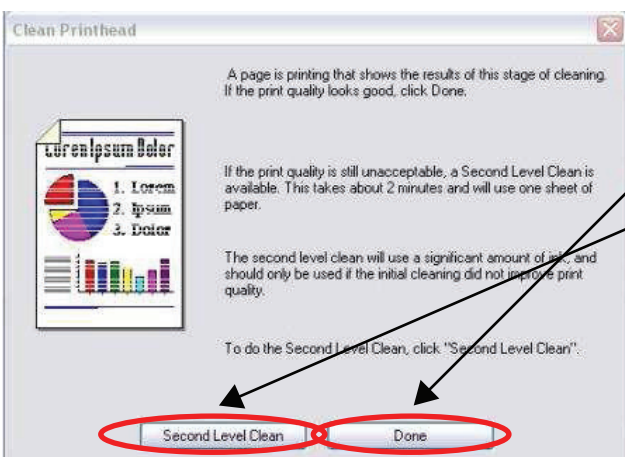 Clean Printhead
A page is printing that shows the results of this stage of cleaning.
If the print quality looks good, click Done.
Lorem Ipsum Dolor
1. Lorem
2. Ipsum
3. Dolor
If the print quality is still unacceptable, a Second Level Clean is
available. This takes about 2 minutes and will use one sheet of
paper.
The second level clean will use a significant amount of ink, and
should only be used if the initial cleaning did not improve print
quality.
To do the Second Level Clean, click "Second Level Clean".
Second Level Clean
Done